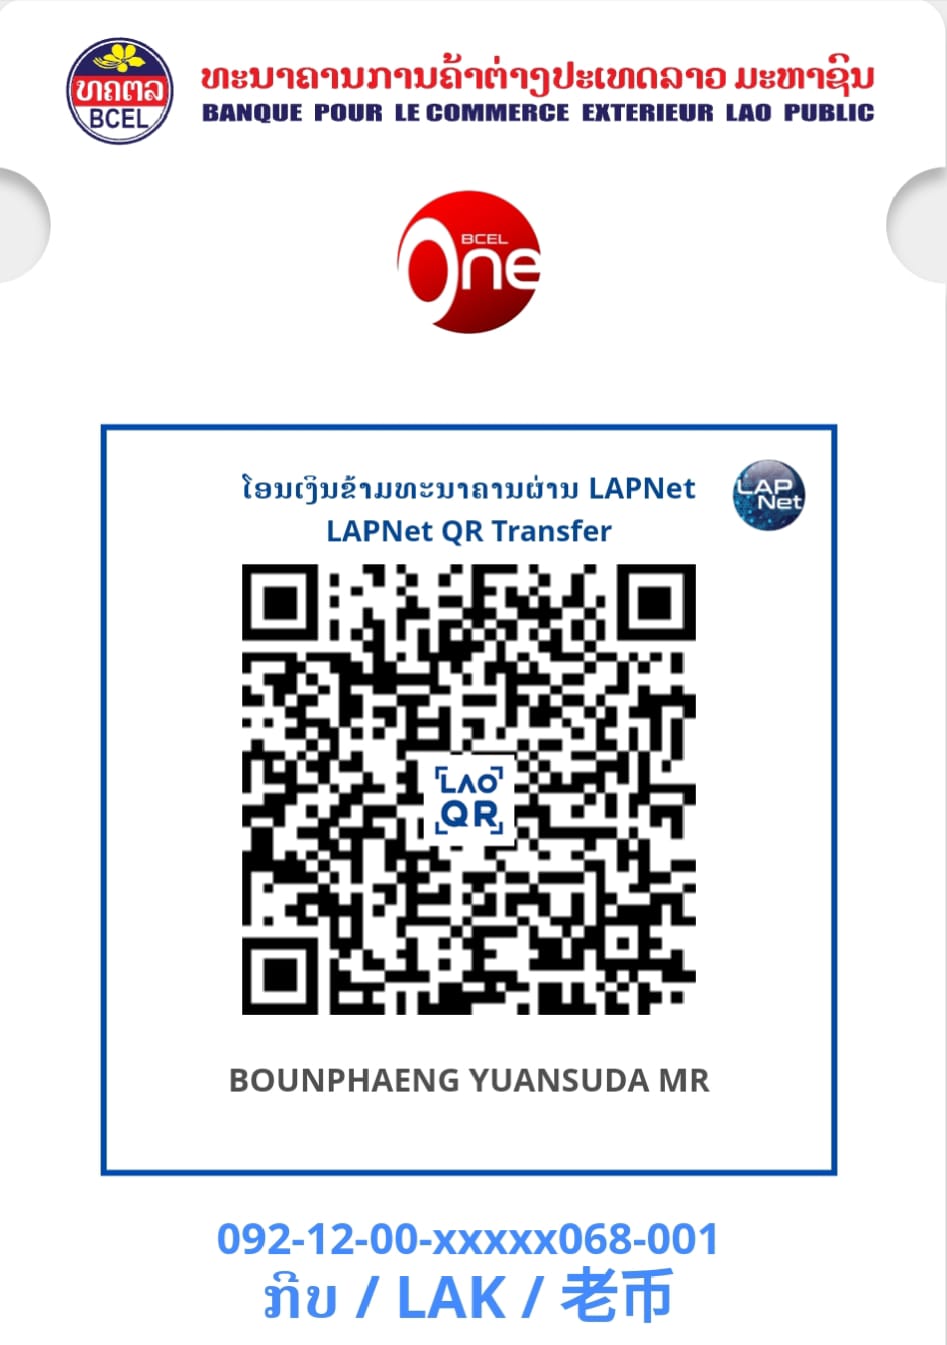 ທຄຕລ
BCEL
ທະນາຄານການຄ້າຕ່າງປະເທດລາວ ມະຫາຊົນ
BANQUE POUR LE COMMERCE EXTERIEUR LAO PUBLIC
BCEL
One
ໂອນເງິນຂ້າມທະນາຄານຜ່ານ LAPNet
LAPNet QR Transfer
LAP
Net
LAO
QR
BOUNPHAENG YUANSUDA MR
092-12-00-xxxxx068-001
ກີບ / LAK / 老币